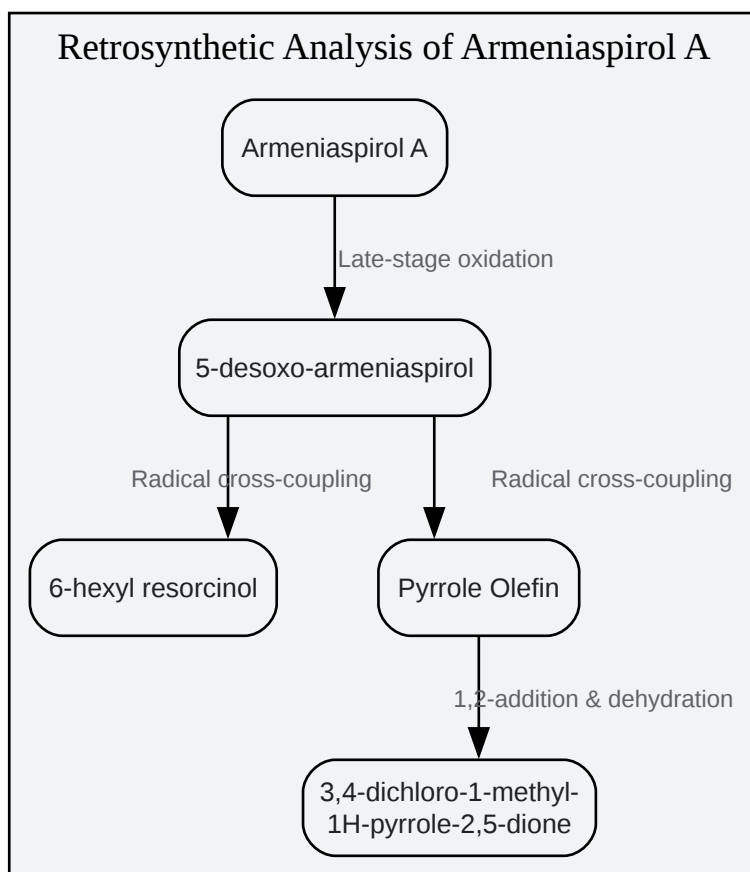 Retrosynthetic Analysis of Armeniaspirol A
Armeniaspirol A
Late-stage oxidation
5-desoxo-armeniaspirol
Radical cross-coupling
Radical cross-coupling
6-hexyl resorcinol
Pyrrole Olefin
1,2-addition & dehydration
3,4-dichloro-1-methyl-
1H-pyrrole-2,5-dione